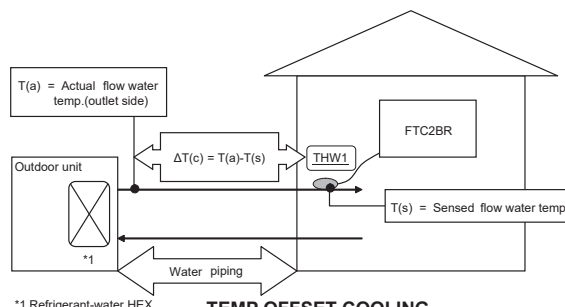 T(a) = Actual flow water
temp.(outlet side)
FTC2BR
ΔT(c) = T(a)-T(s)
THW1
Outdoor unit
T(s) = Sensed flow water temp
*1
Water piping
*1 Refrigerant-water HEX
TEMP OFFSET COOLING